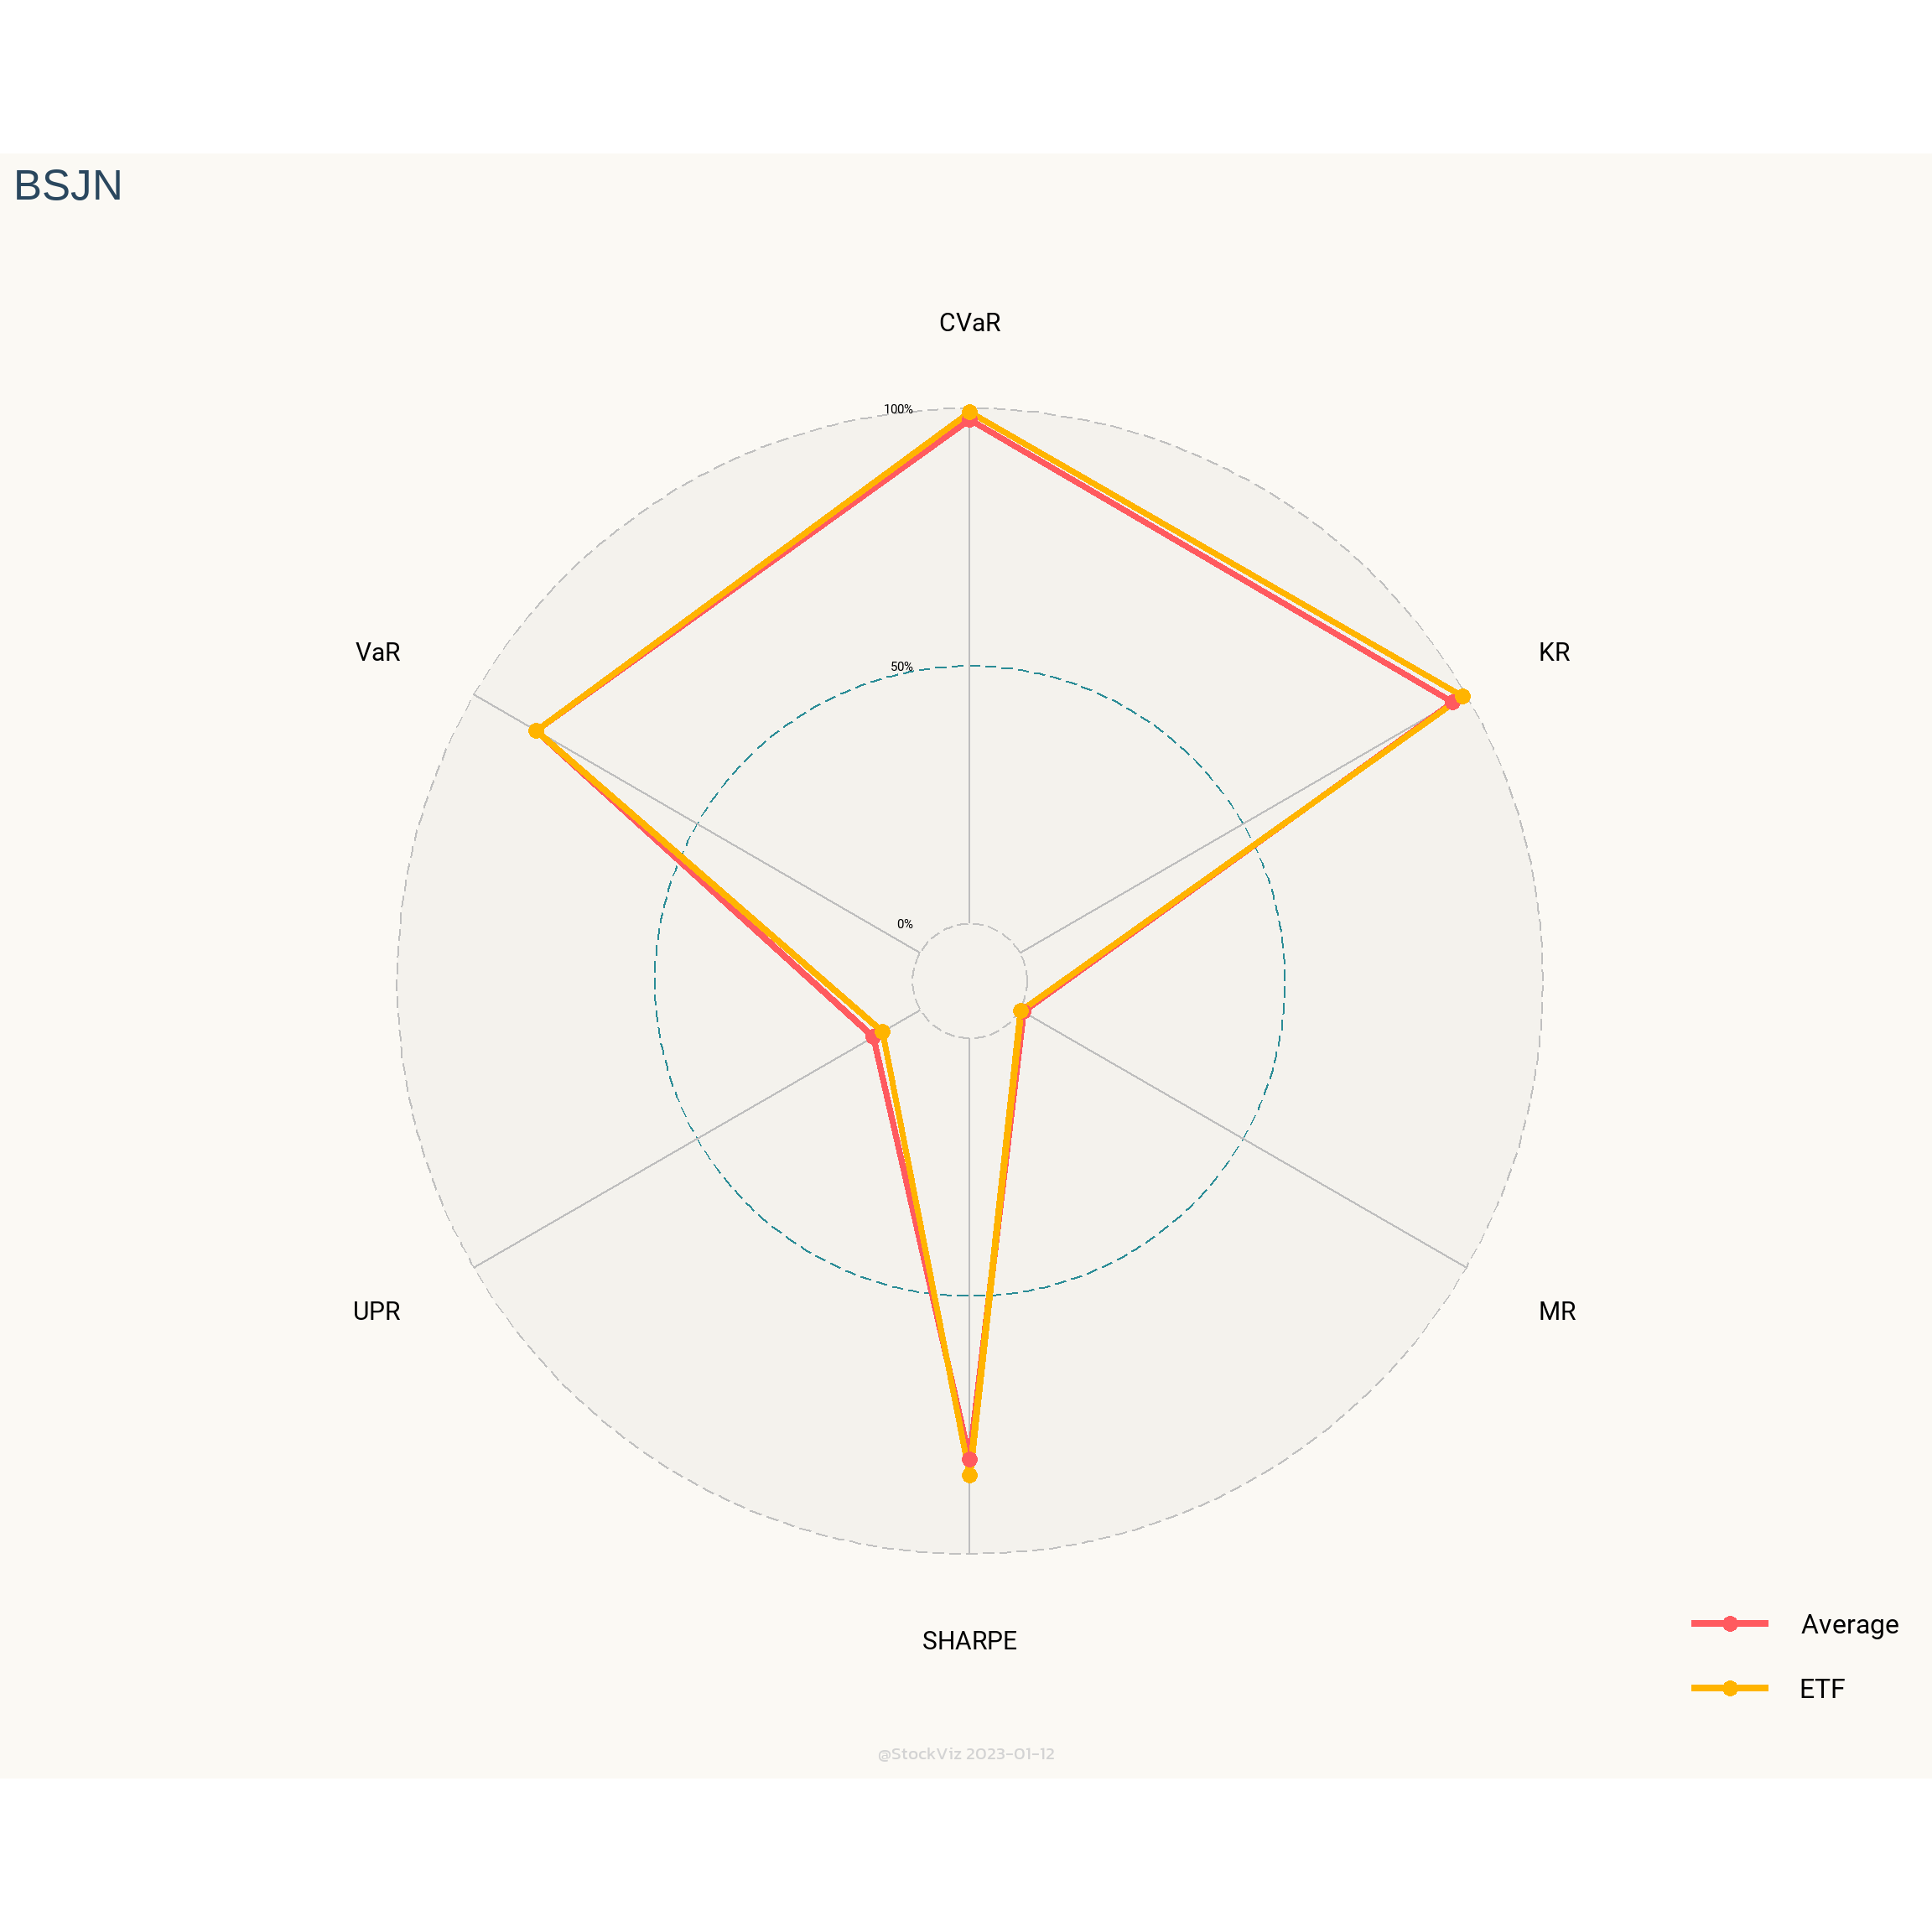 BSJN
CVaR
100%
VaR
KR
50%
0%
UPR
MR
SHARPE
Average
ETF
@StockViz 2023-01-12